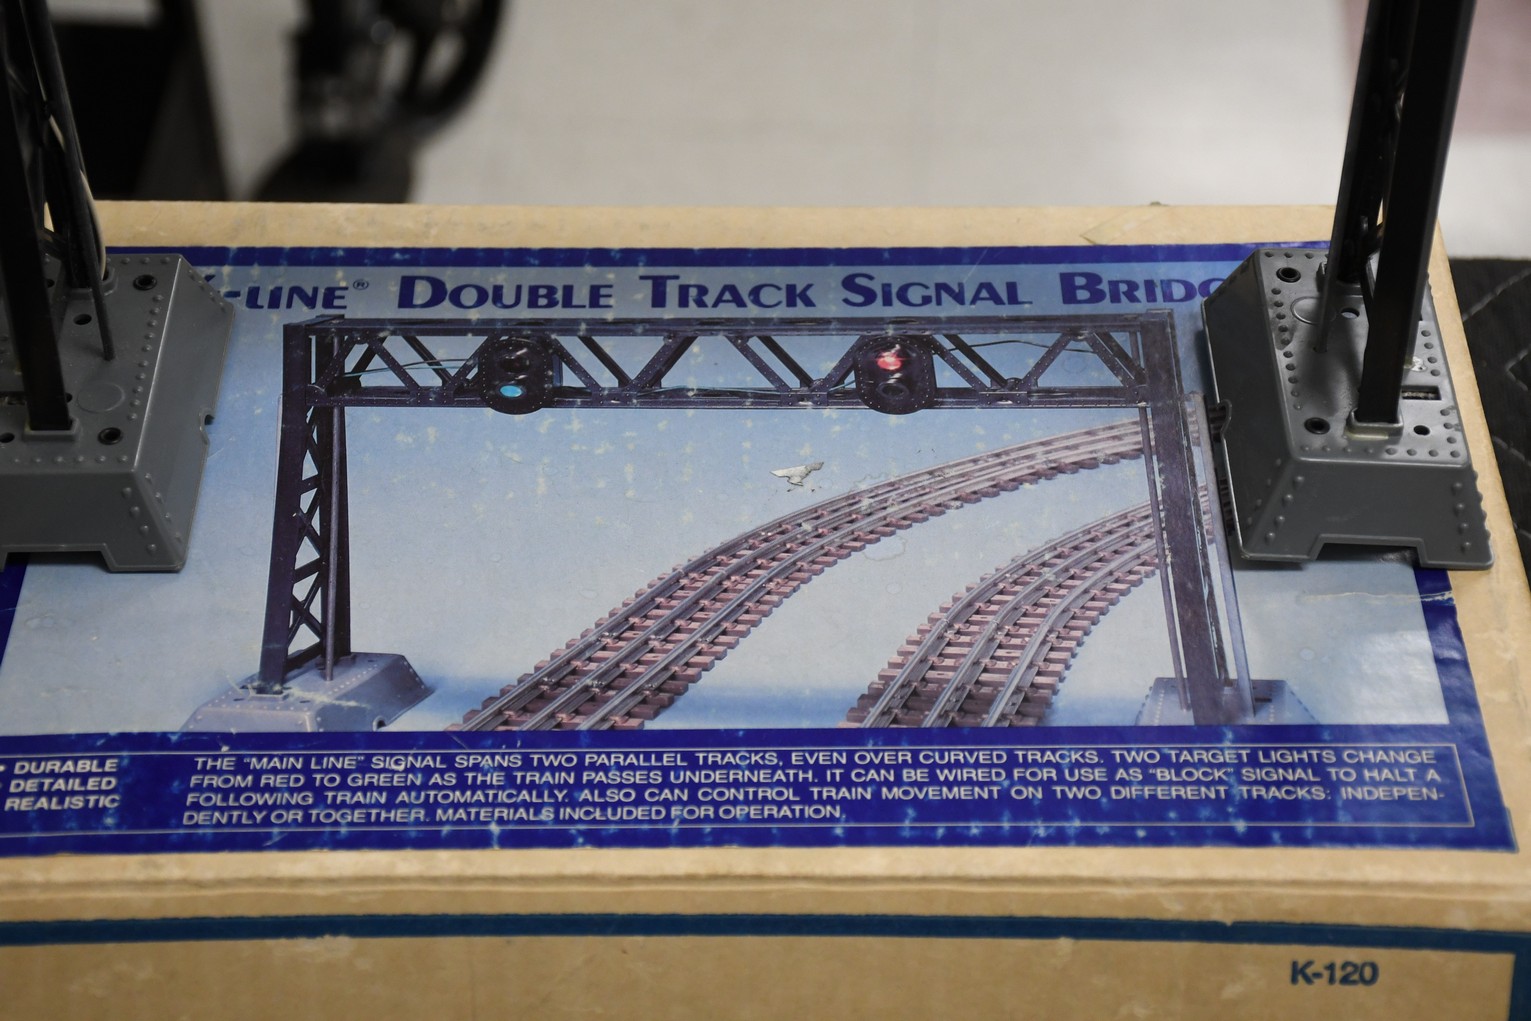 K-LINE® DOUBLE TRACK SIGNAL BRIDG
• DURABLE
• DETAILED
REALISTIC
THE "MAIN LINE" SIGNAL SPANS TWO PARALLEL TRACKS, EVEN OVER CURVED TRACKS. TWO TARGET LIGHTS CHANGE
FROM RED TO GREEN AS THE TRAIN PASSES UNDERNEATH. IT CAN BE WIRED FOR USE AS "BLOCK" SIGNAL TO HALT A
FOLLOWING TRAIN AUTOMATICALLY. ALSO CAN CONTROL TRAIN MOVEMENT ON TWO DIFFERENT TRACKS: INDEPEN-
DENTLY OR TOGETHER. MATERIALS INCLUDED FOR OPERATION.
K-120